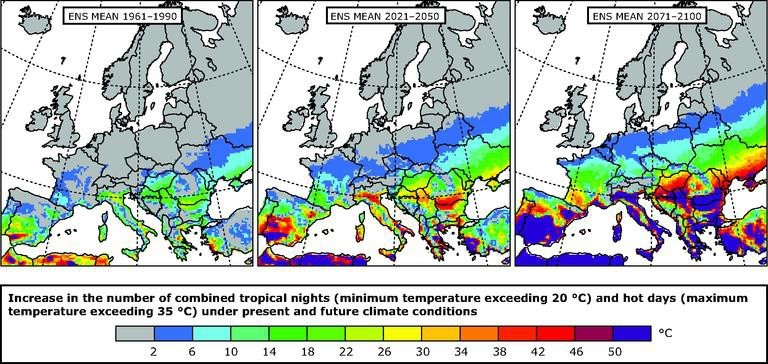 ENS MEAN 1961–1990 ENS MEAN 2021–2050 ENS MEAN 2071–2100
Increase in the number of combined tropical nights (minimum temperature exceeding 20 °C) and hot days (maximum
temperature exceeding 35 °C) under present and future climate conditions
°C
2 6 10 14 18 22 26 30 34 38 42 46 50